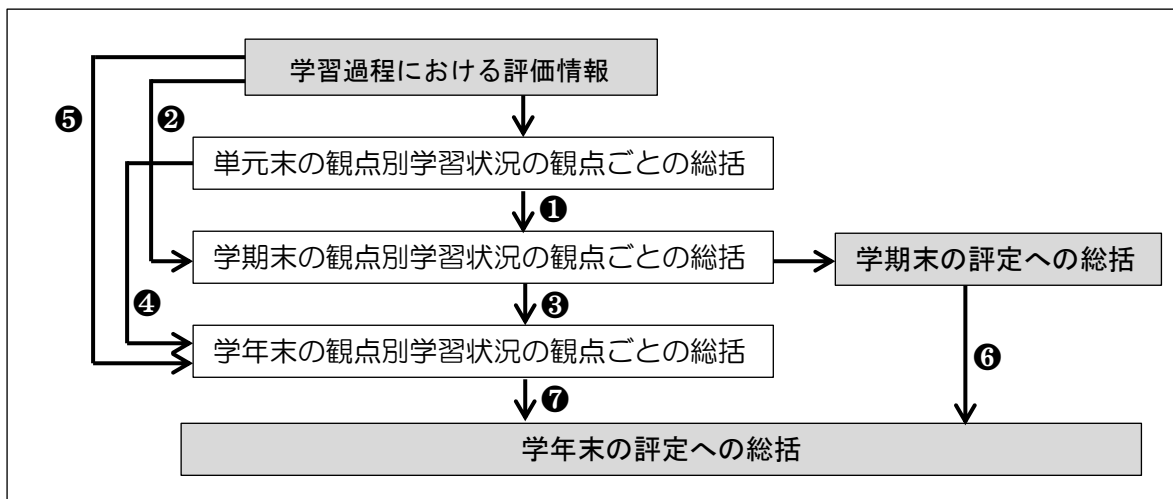 学習過程における評価情報
❺
❷
単元末の観点別学習状況の観点ごとの総括
❶
学期末の観点別学習状況の観点ごとの総括
学期末の評定への総括
❹
❸
学年末の観点別学習状況の観点ごとの総括
❻
❼
学年末の評定への総括